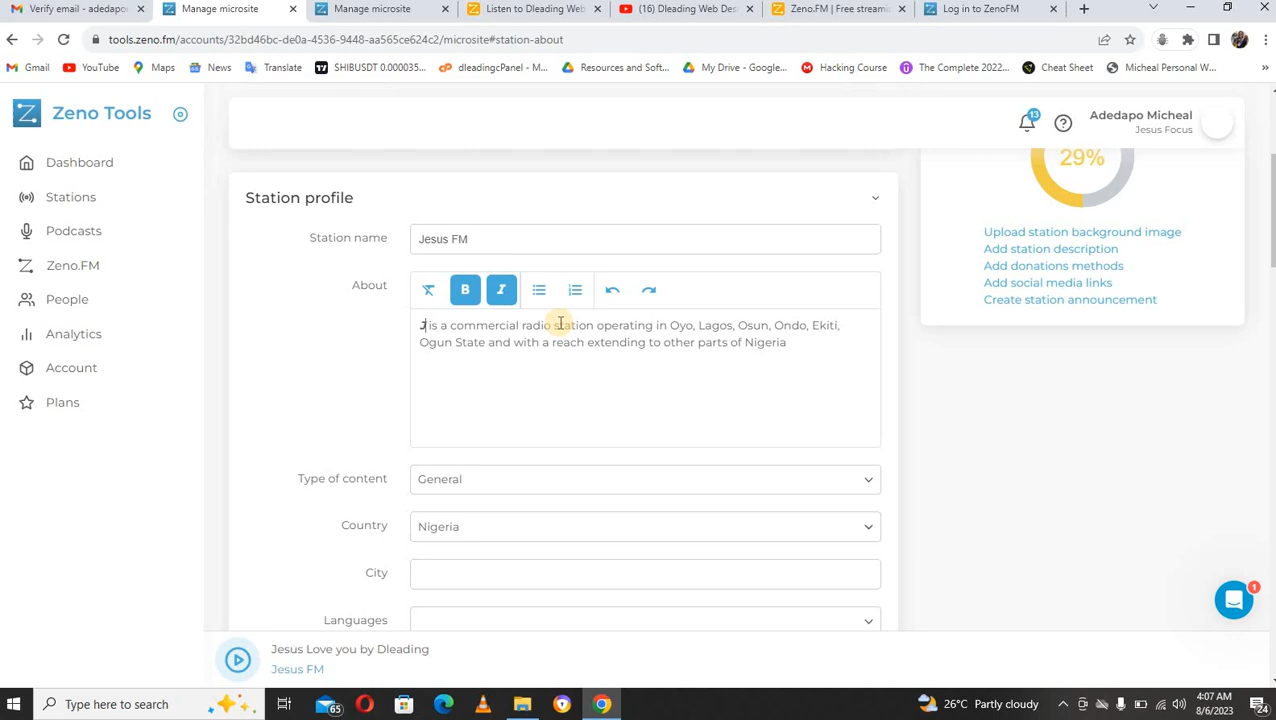 Verify email - adedapo
Manage microsite
Manage microsite
Listen to Dleading Web
(16) Dleading Web Des
Zeno.FM | Free streamin
Log in to ZenoFM
tools.zeno.fm/accounts/32bd46bc-de0a-4536-9448-aa565ce624c2/microsite#station-about
Gmail
YouTube
Maps
News
Translate
SHIBUSDT 0.000035...
dleadingcPanel - M...
Resources and Soft...
My Drive - Google...
Hacking Course
The Complete 2022...
Cheat Sheet
Micheal Personal W...
»
Zeno Tools
13
Adedapo Micheal
Jesus Focus
Dashboard
Stations
Podcasts
Zeno.FM
People
Analytics
Account
Plans
29%
Upload station background image
Add station description
Add donations methods
Add social media links
Create station announcement
Station profile
Station name
Jesus FM
About
B I
J is a commercial radio station operating in Oyo, Lagos, Osun, Ondo, Ekiti,
Ogun State and with a reach extending to other parts of Nigeria
Type of content
General
Country
Nigeria
City
Languages
1
Jesus Love you by Dleading
Jesus FM
Type here to search
65
26°C Partly cloudy
4:07 AM
8/6/2023
24